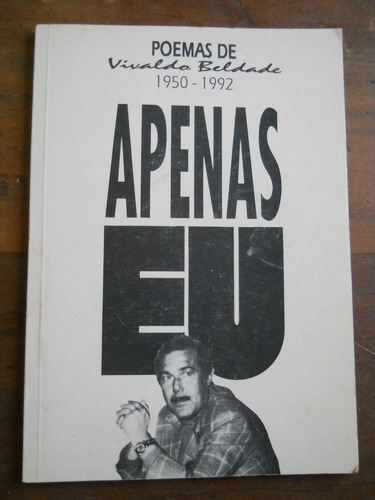 POEMAS DE
Vivaldo Beldade
1950 - 1992
APENAS
EU